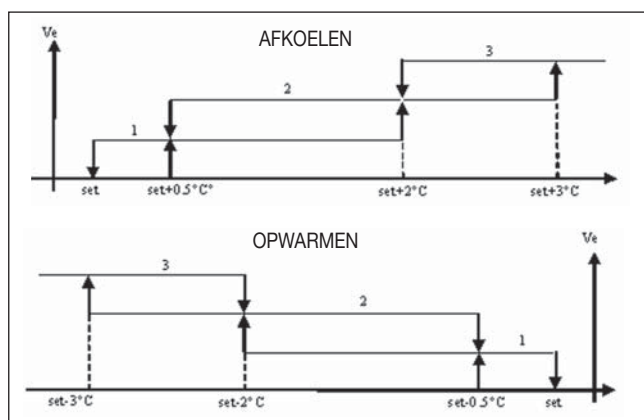 AFKOELEN
Ve
3
2
1
set
set+0.5°C°
set+2°C
set+3°C
OPWARMEN
Ve
3
2
1
set-3°C
set-2°C
set-0.5°C
set